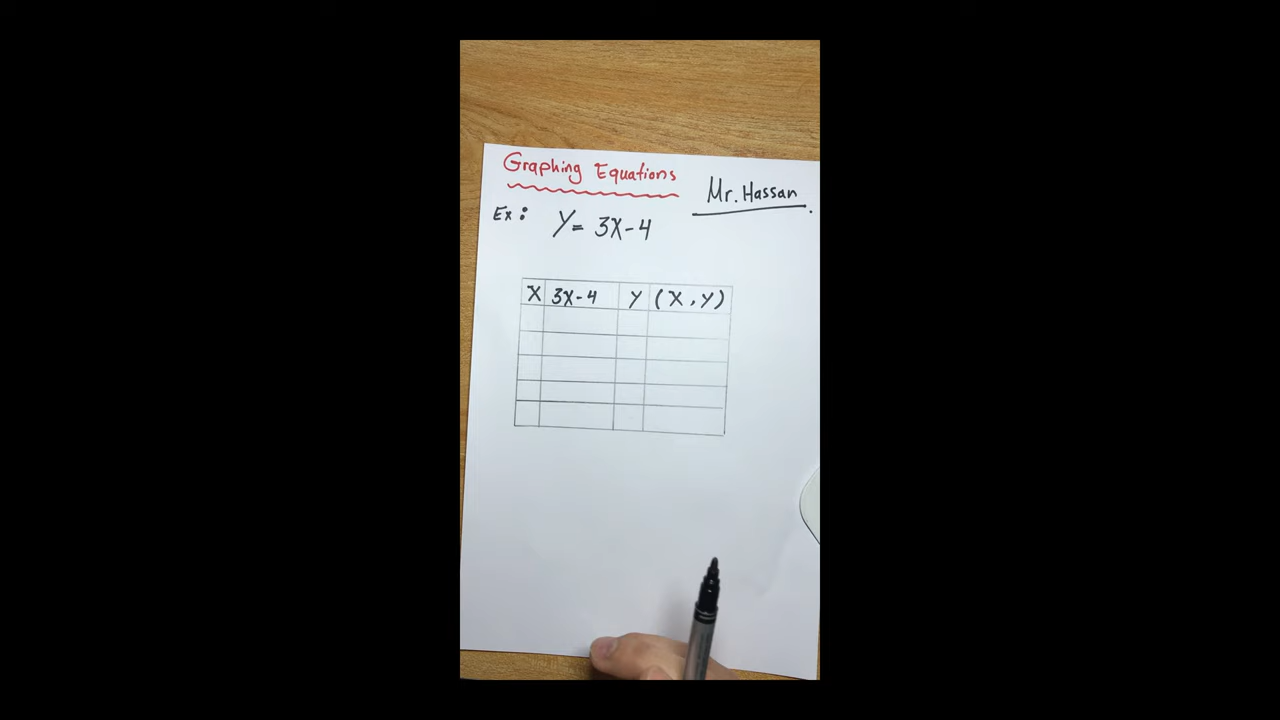 Graphing Equations
Mr. Hassan.
Ex: Y = 3X-4
X 3X-4 Y (X, Y)